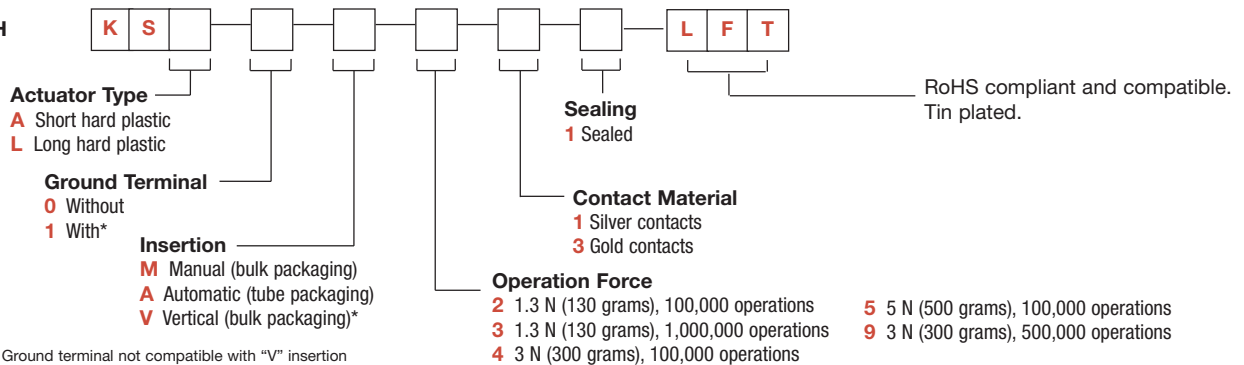 H
K S L F T
Actuator Type
A Short hard plastic
L Long hard plastic
Ground Terminal
0 Without
1 With*
Insertion
M Manual (bulk packaging)
A Automatic (tube packaging)
V Vertical (bulk packaging)*
Ground terminal not compatible with “V” insertion
Operation Force
2 1.3 N (130 grams), 100,000 operations
3 1.3 N (130 grams), 1,000,000 operations
4 3 N (300 grams), 100,000 operations
5 5 N (500 grams), 100,000 operations
9 3 N (300 grams), 500,000 operations
Contact Material
1 Silver contacts
3 Gold contacts
Sealing
1 Sealed
RoHS compliant and compatible.
Tin plated.